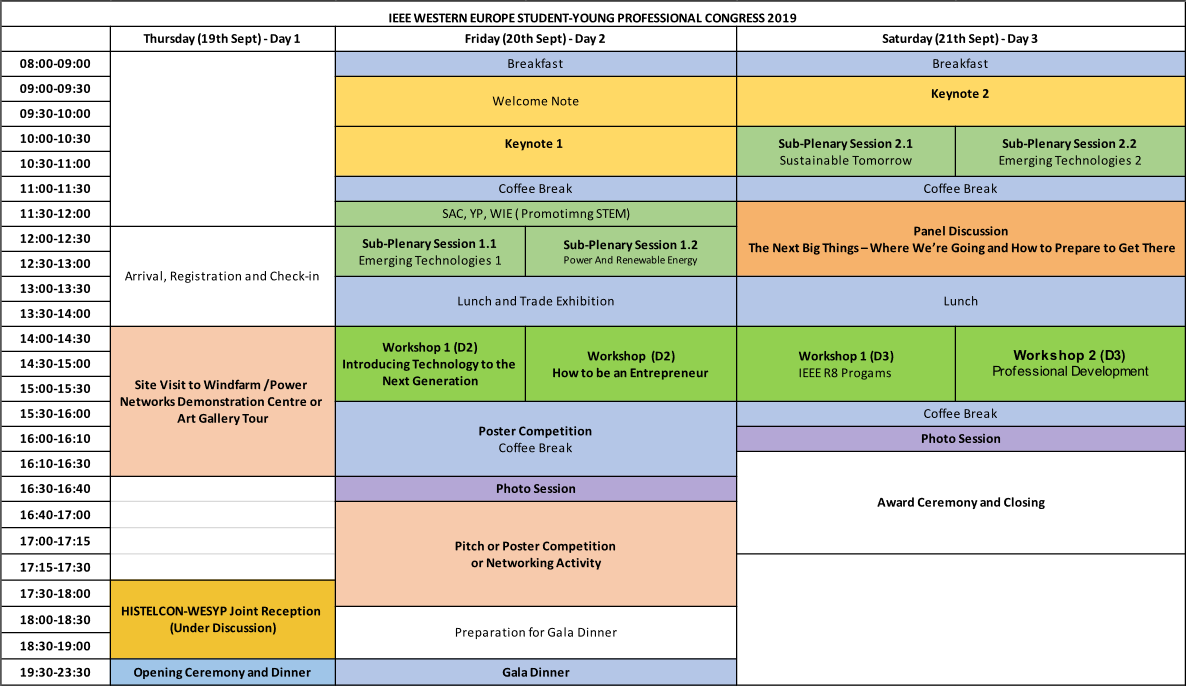 IEEE WESTERN EUROPE STUDENT-YOUNG PROFESSIONAL CONGRESS 2019
Thursday (19th Sept) - Day 1
Friday (20th Sept) - Day 2
Saturday (21th Sept) - Day 3
08:00-09:00
Breakfast
Breakfast
09:00-09:30
Welcome Note
Keynote 2
09:30-10:00
10:00-10:30
Keynote 1
Sub-Plenary Session 2.1
Sustainable Tomorrow
Sub-Plenary Session 2.2
Emerging Technologies 2
10:30-11:00
11:00-11:30
Coffee Break
Coffee Break
11:30-12:00
SAC, YP, WIE ( Promotimng STEM)
Panel Discussion
The Next Big Things – Where We’re Going and How to Prepare to Get There
12:00-12:30
Arrival, Registration and Check-in
Sub-Plenary Session 1.1
Emerging Technologies 1
Sub-Plenary Session 1.2
Power And Renewable Energy
12:30-13:00
13:00-13:30
Lunch and Trade Exhibition
Lunch
13:30-14:00
14:00-14:30
Site Visit to Windfarm /Power
Networks Demonstration Centre or
Art Gallery Tour
Workshop 1 (D2)
Introducing Technology to the
Next Generation
Workshop (D2)
How to be an Entrepreneur
Workshop 1 (D3)
IEEE R8 Progams
Workshop 2 (D3)
Professional Development
14:30-15:00
15:00-15:30
15:30-16:00
Poster Competition
Coffee Break
Coffee Break
16:00-16:10
Photo Session
16:10-16:30
Award Ceremony and Closing
16:30-16:40
Photo Session
16:40-17:00
Pitch or Poster Competition
or Networking Activity
17:00-17:15
17:15-17:30
17:30-18:00
HISTELCON-WESYP Joint Reception
(Under Discussion)
18:00-18:30
Preparation for Gala Dinner
18:30-19:00
19:30-23:30
Opening Ceremony and Dinner
Gala Dinner